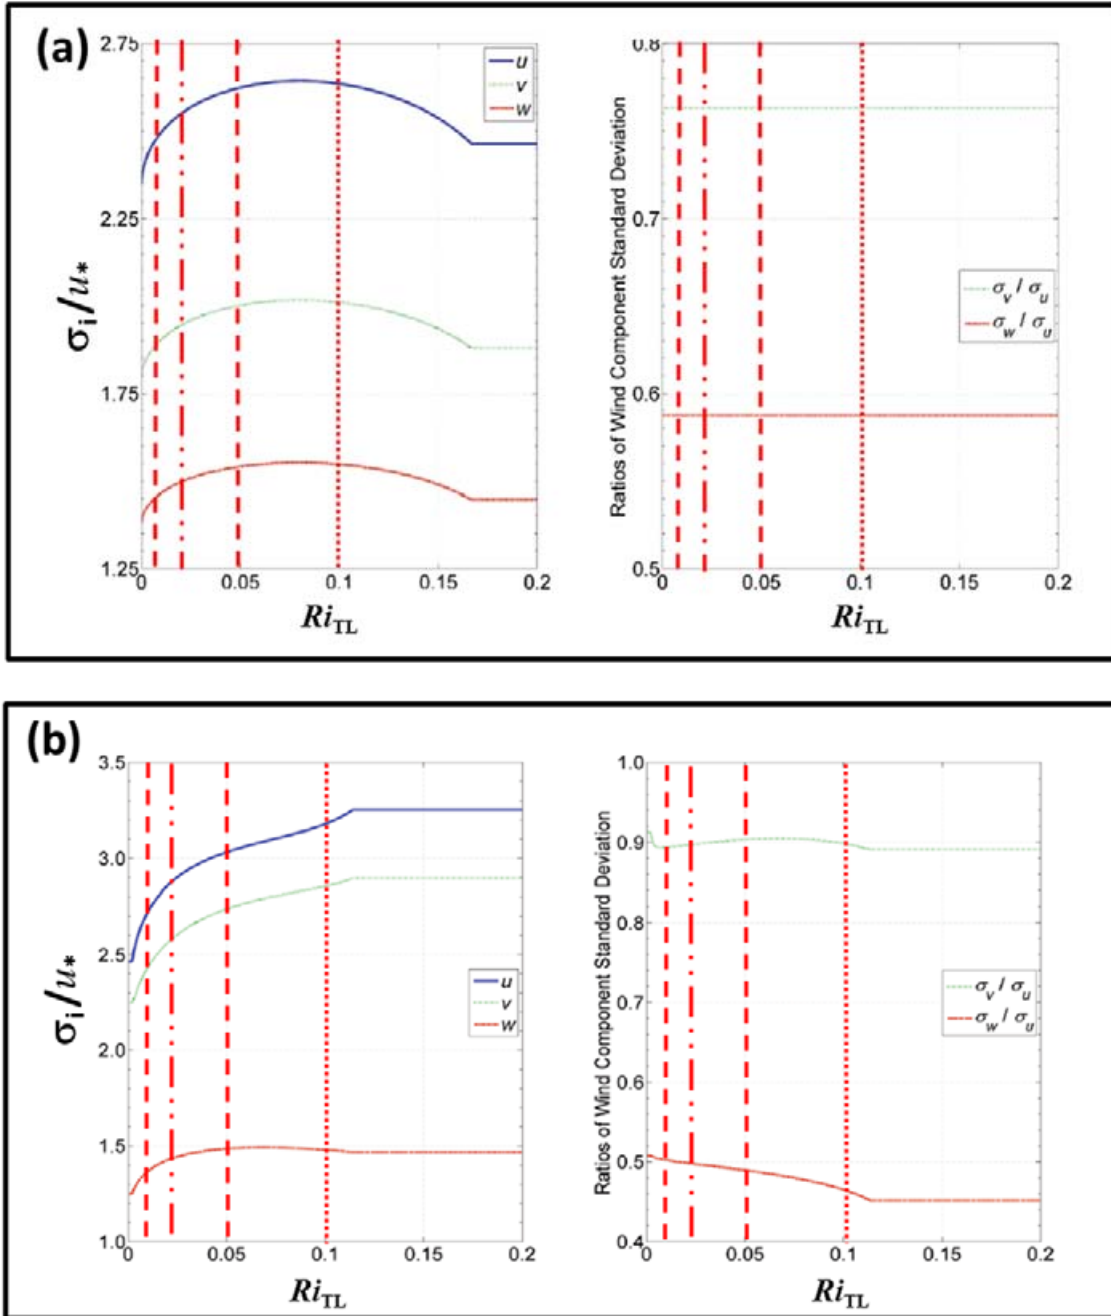 (a)
2.75
2.25
1.75
1.25
0
0.05
0.1
0.15
0.2
σi/u*
RiTL
u
v
w
0.8
0.7
0.6
0.5
0
0.05
0.1
0.15
0.2
Ratios of Wind Component Standard Deviation
RiTL
σv / σu
σw / σu
(b)
3.5
3.0
2.5
2.0
1.5
1.0
0
0.05
0.1
0.15
0.2
σi/u*
RiTL
u
v
w
1.0
0.9
0.8
0.7
0.6
0.5
0.4
0
0.05
0.1
0.15
0.2
Ratios of Wind Component Standard Deviation
RiTL
σv / σu
σw / σu